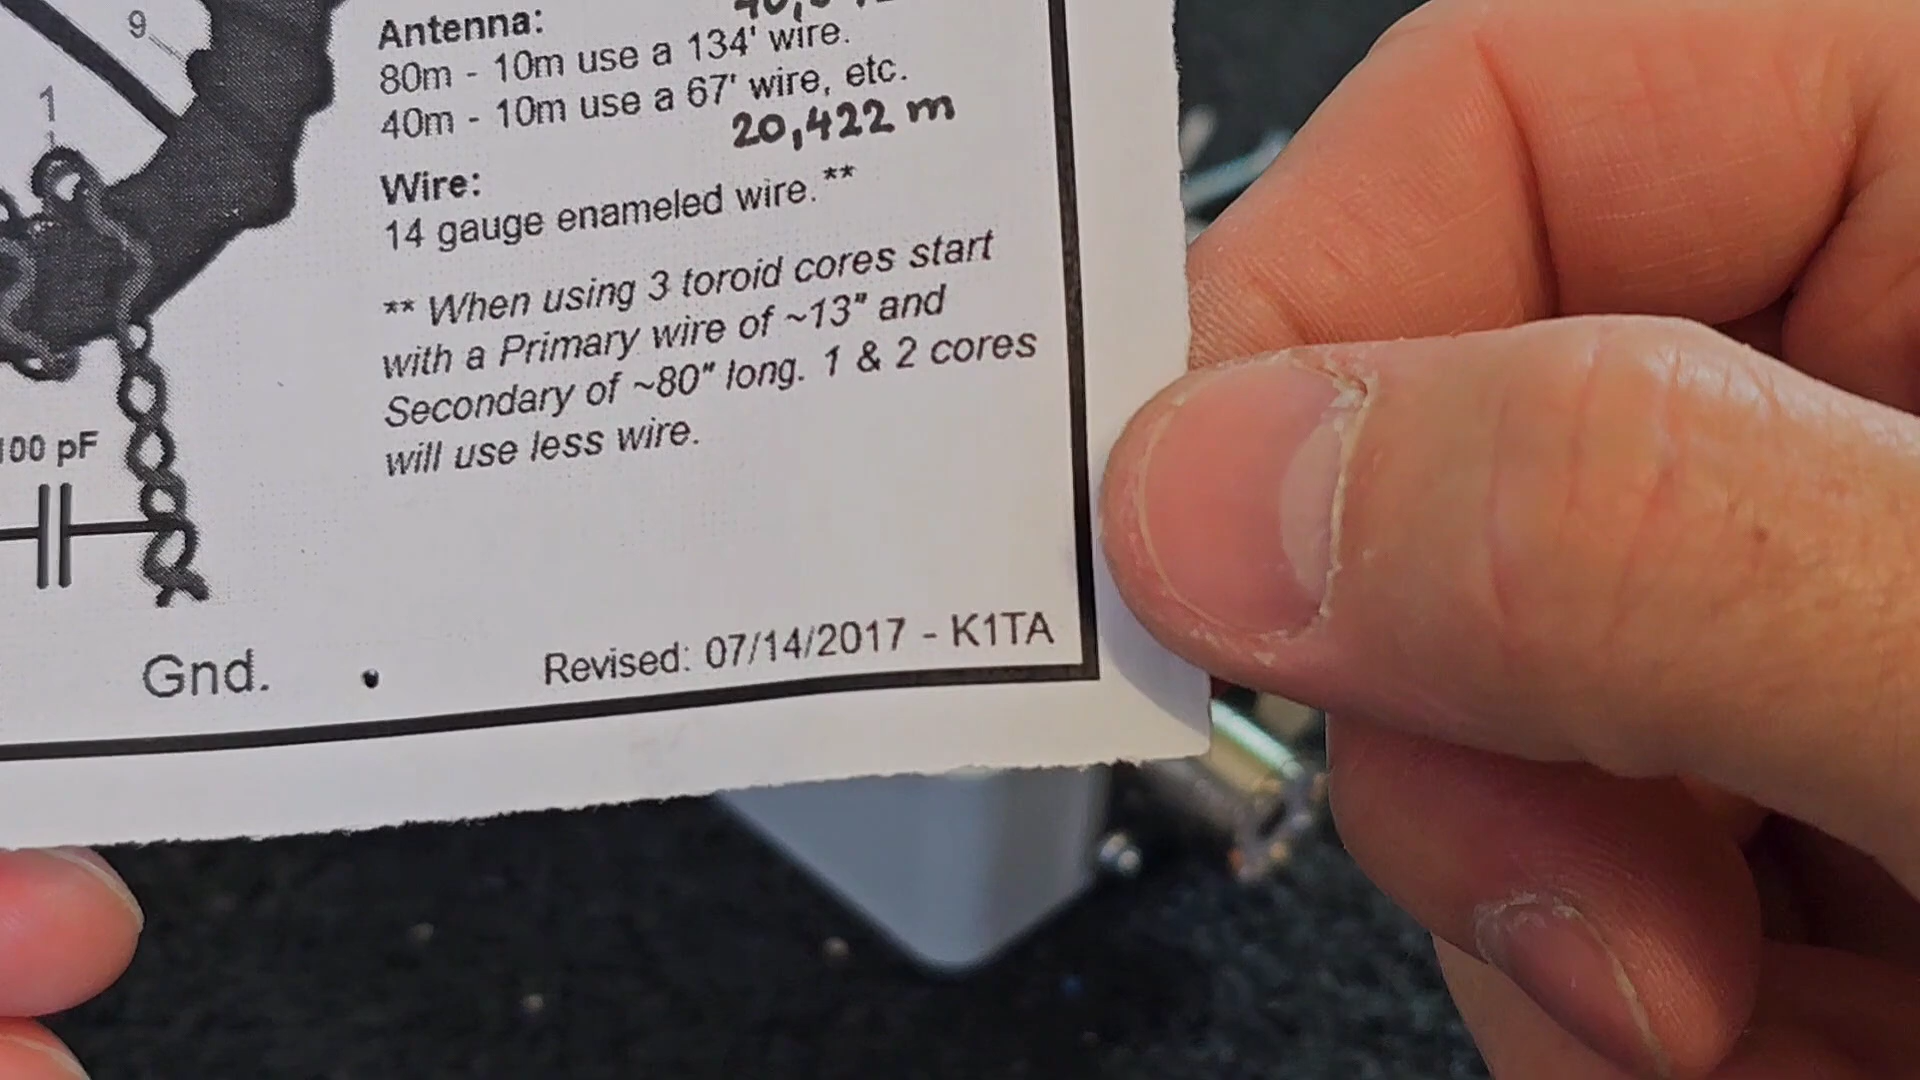 9
1
Antenna:
80m - 10m use a 134' wire.
40m - 10m use a 67' wire, etc.
20,422 m
Wire:
14 gauge enameled wire.**
** When using 3 toroid cores start
with a Primary wire of ~13" and
Secondary of ~80" long. 1 & 2 cores
will use less wire.
100 pF
Gnd.
Revised: 07/14/2017 - K1TA